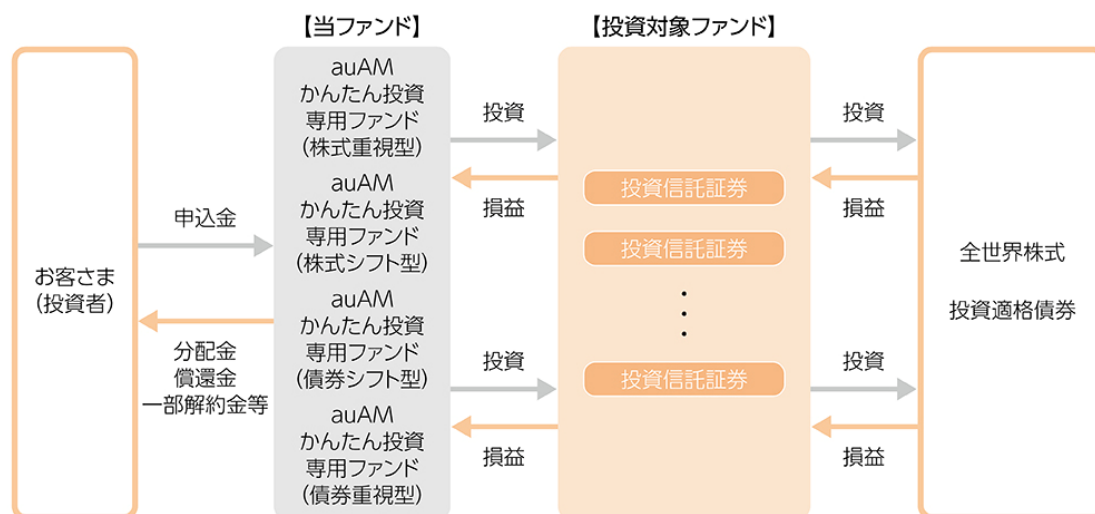 【当ファンド】
【投資対象ファンド】
お客さま
(投資者)
申込金
分配金
償還金
一部解約金等
auAM
かんたん投資
専用ファンド
(株式重視型)
auAM
かんたん投資
専用ファンド
(株式シフト型)
auAM
かんたん投資
専用ファンド
(債券シフト型)
auAM
かんたん投資
専用ファンド
(債券重視型)
投資
損益
投資
損益
投資信託証券
投資信託証券
投資信託証券
投資
損益
投資
損益
全世界株式
投資適格債券